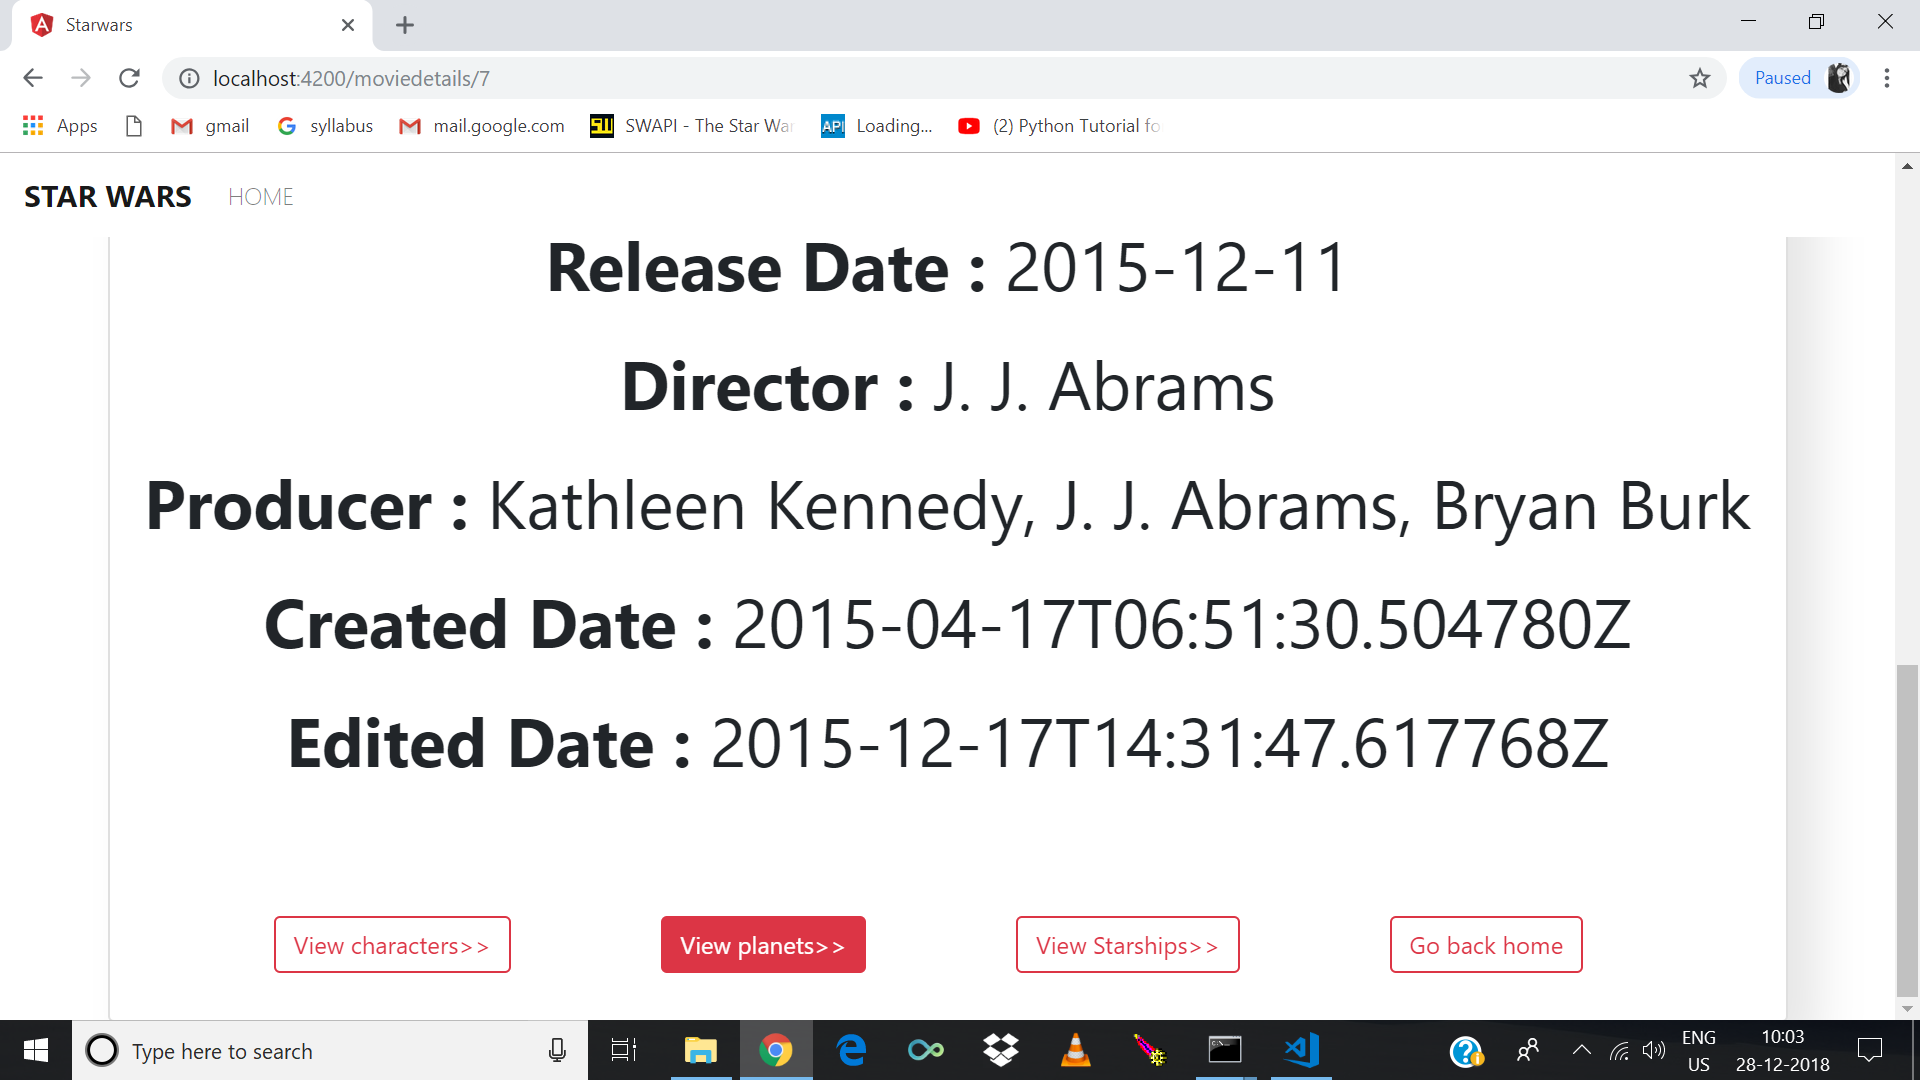 Starwars
localhost:4200/moviedetails/7
Paused
Apps
gmail
syllabus
mail.google.com
SWAPI - The Star Wa
API
Loading...
(2) Python Tutorial fo
STAR WARS HOME
Release Date : 2015-12-11
Director : J. J. Abrams
Producer : Kathleen Kennedy, J. J. Abrams, Bryan Burk
Created Date : 2015-04-17T06:51:30.504780Z
Edited Date : 2015-12-17T14:31:47.617768Z
View characters>>
View planets>>
View Starships>>
Go back home
Type here to search
ENG
US
10:03
28-12-2018